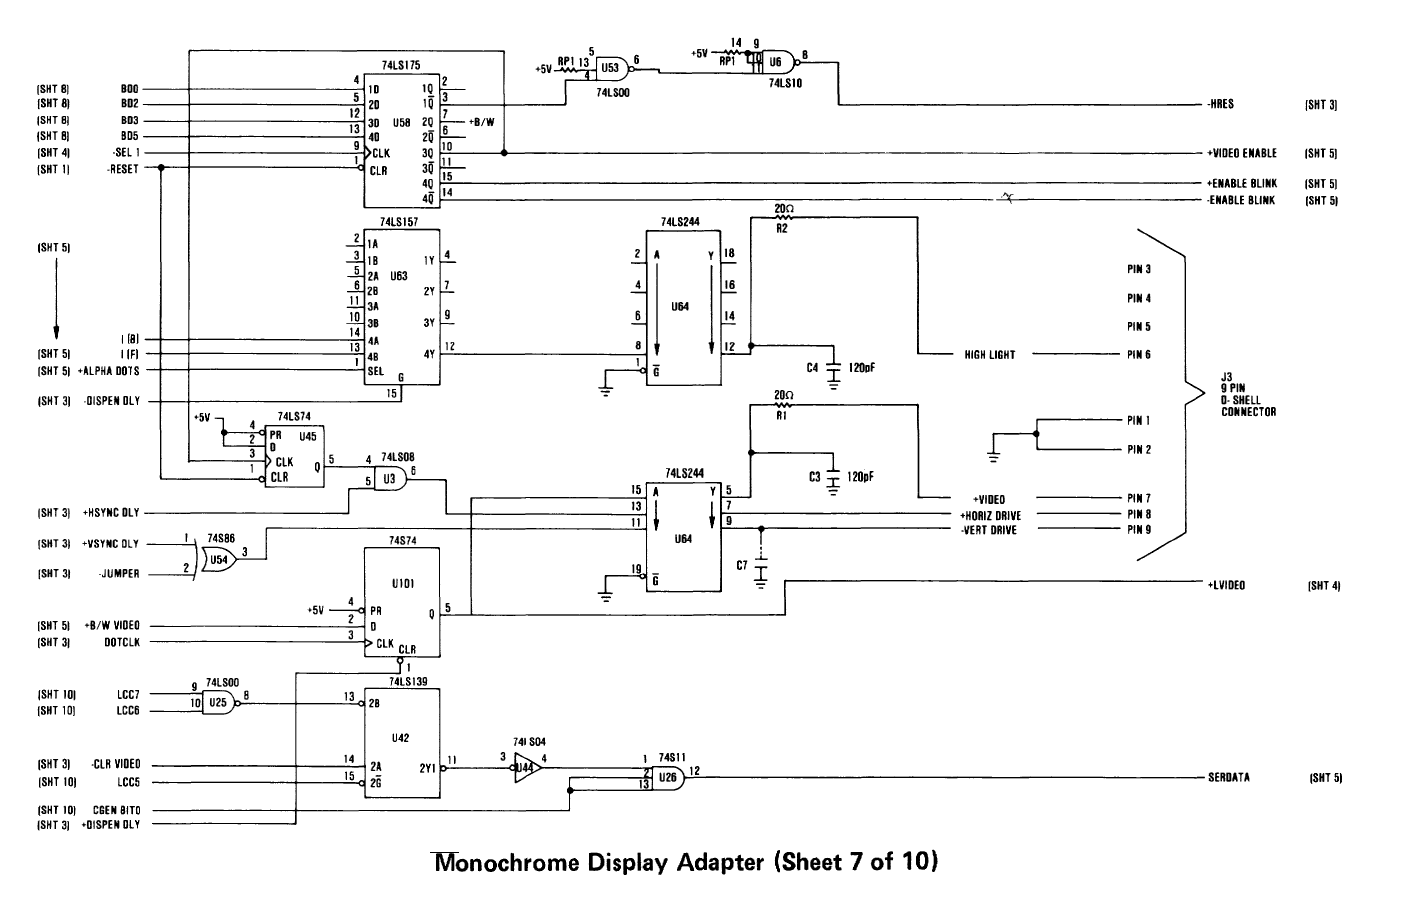 74LS175
(SHT 8) BD0 4 1D 1Q 2
(SHT 8) BD2 5 2D 1Q 3
(SHT 8) BD3 12 3D U58 2Q 7 +B/W
(SHT 8) BD5 13 4D 2Q 6
(SHT 4) -SEL 1 9 CLK 3Q 10
(SHT 1) -RESET 1 CLR 3Q 11
4Q 15
4Q 14
+5V RP1 13 5 4 U53 6
74LS00
+5V 14 RP1 9 U6 8
74LS10
-HRES (SHT 3)
+VIDEO ENABLE (SHT 5)
+ENABLE BLINK (SHT 5)
-ENABLE BLINK (SHT 5)
74LS157
(SHT 5)
2 1A
3 1B 1Y 4
5 2A U63
6 2B 2Y 7
11 3A
10 3B 3Y 9
I (B) 14 4A
(SHT 5) I (F) 13 4B 4Y 12
(SHT 5) +ALPHA DOTS 1 SEL
G
(SHT 3) -DISPEN DLY 15
74LS244
2 A Y 18
4 16
U64
6 14
8 12
1 G
20Ω
R2
C4 120pF
HIGH LIGHT
PIN 3
PIN 4
PIN 5
PIN 6
PIN 1
PIN 2
PIN 7
PIN 8
PIN 9
J3
9 PIN
D-SHELL
CONNECTOR
20Ω
R1
C3 120pF
+VIDEO
+HORIZ DRIVE
-VERT DRIVE
C7
+5V
74LS74
4 PR U45
2 D
3 CLK Q 5
1 CLR
74LS08
4 U3 6
5
(SHT 3) +HSYNC DLY
74LS244
15 A Y 5
13 7
11 9
U64
19 G
(SHT 3) +VSYNC DLY 1
74S86
U54 3
(SHT 3) -JUMPER 2
74S74
U101
+5V 4 PR Q 5
(SHT 5) +B/W VIDEO 2 D
(SHT 3) DOTCLK 3 CLK
CLR
1
+LVIDEO (SHT 4)
74LS139
74LS00
(SHT 10) LCC7 9 U25 8 13 2B
(SHT 10) LCC6 10
U42
(SHT 3) -CLR VIDEO 14 2A 2Y1 11
(SHT 10) LCC5 15 2G
3 U44 4
74S11
1 2 13 U26 12
SERDATA (SHT 5)
(SHT 10) CGEN BIT0
(SHT 3) +DISPEN DLY
Monochrome Display Adapter (Sheet 7 of 10)